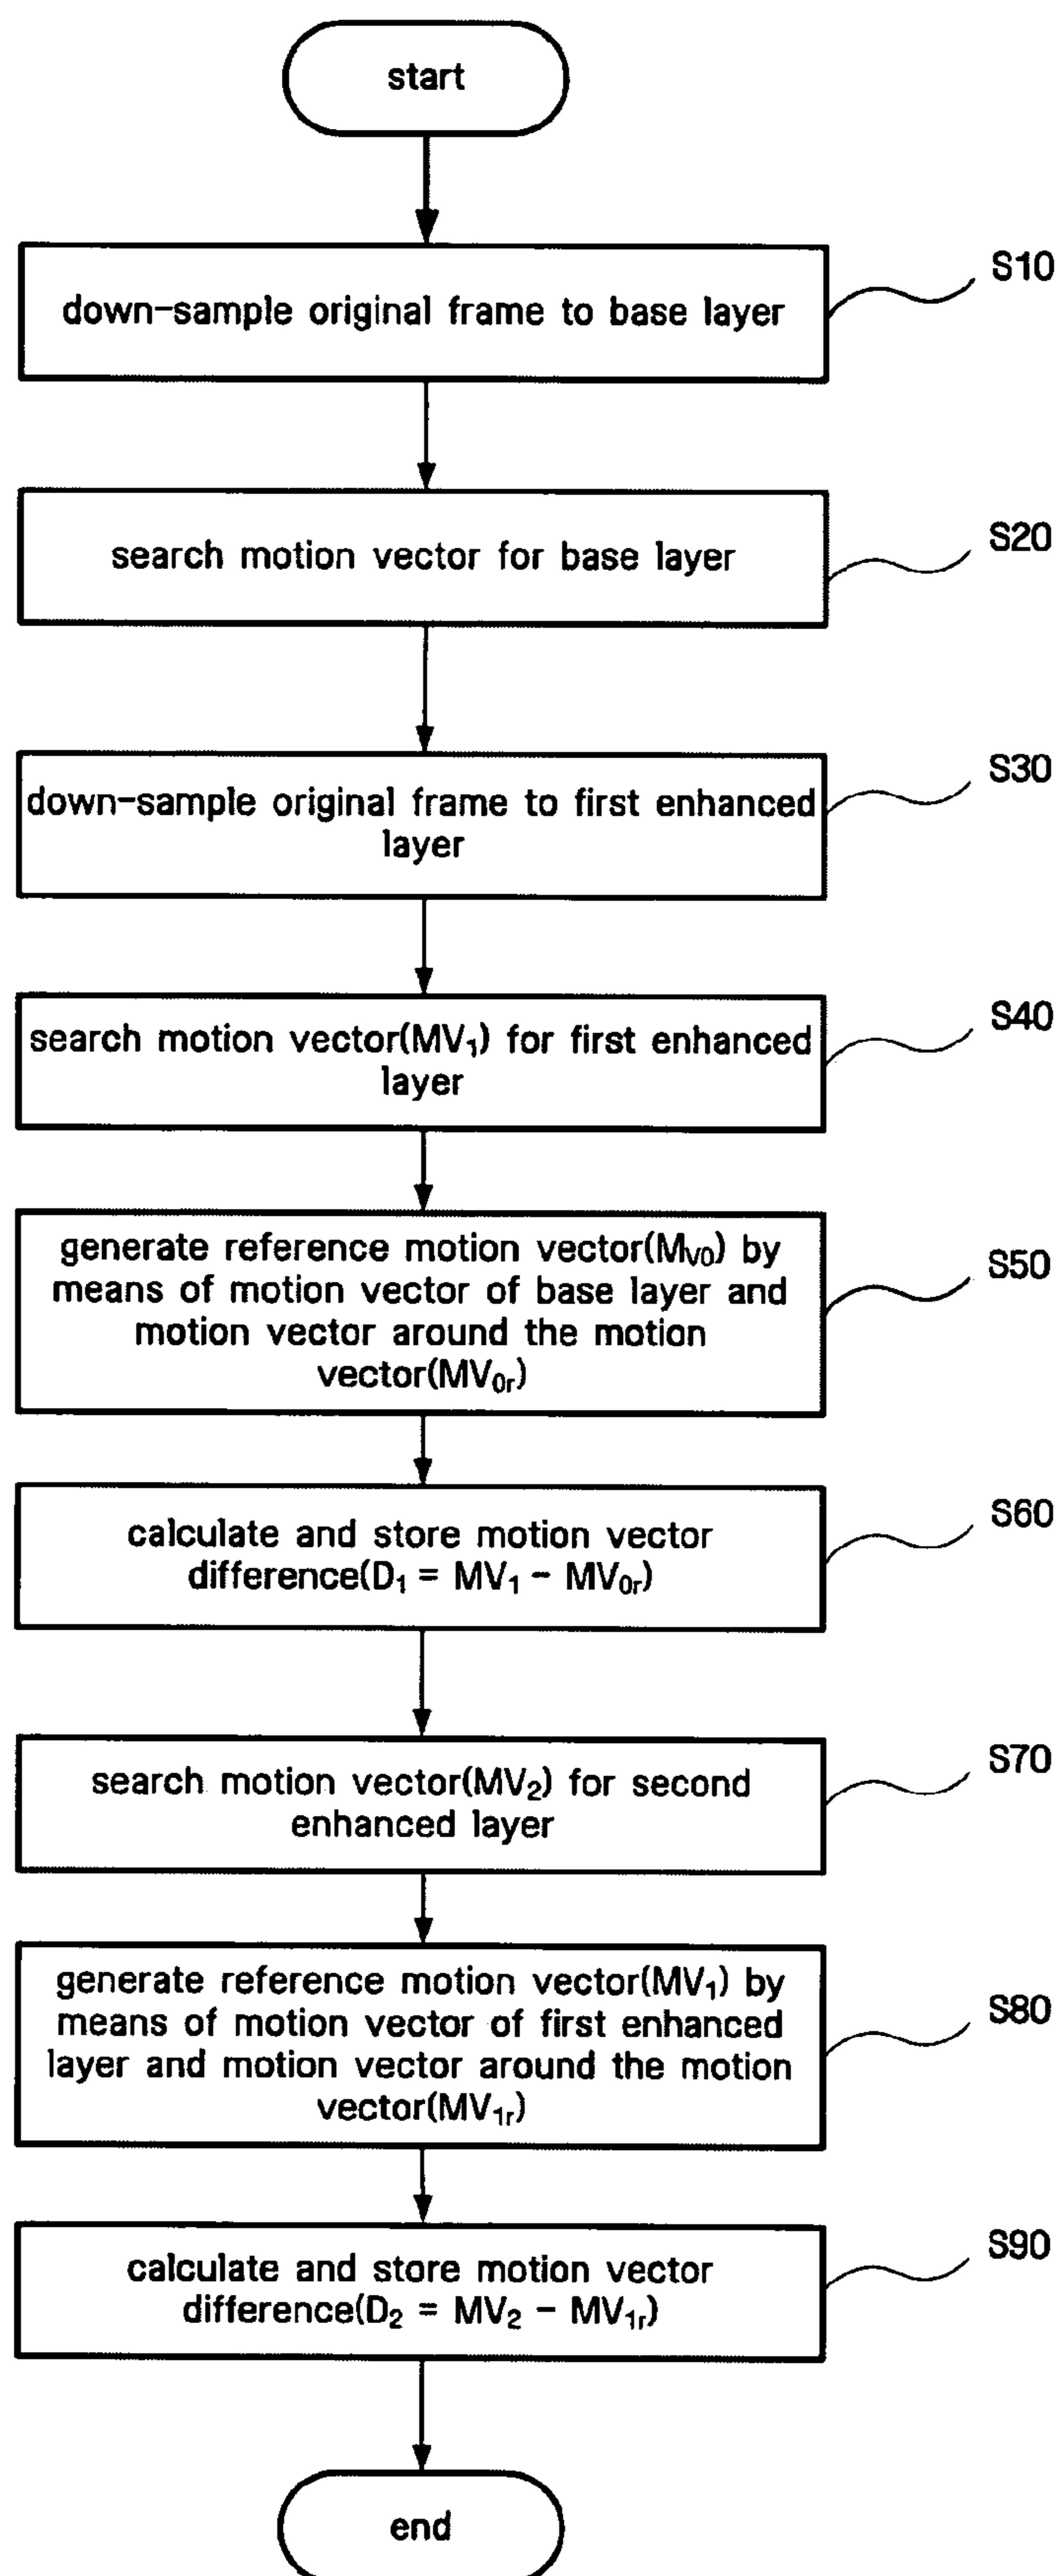 start
down-sample original frame to base layer
S10
search motion vector for base layer
S20
down-sample original frame to first enhanced
layer
S30
search motion vector(MV₁) for first enhanced
layer
S40
generate reference motion vector(M_V0) by
means of motion vector of base layer and
motion vector around the motion
vector(MV₀ᵣ)
S50
calculate and store motion vector
difference(D₁ = MV₁ - MV₀ᵣ)
S60
search motion vector(MV₂) for second
enhanced layer
S70
generate reference motion vector(MV₁) by
means of motion vector of first enhanced
layer and motion vector around the motion
vector(MV₁ᵣ)
S80
calculate and store motion vector
difference(D₂ = MV₂ - MV₁ᵣ)
S90
end